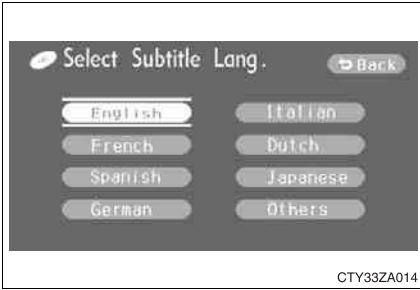 Select Subtitle Lang.
Back
English
Italian
French
Dutch
Spanish
Japanese
German
Others
CTY33ZA014